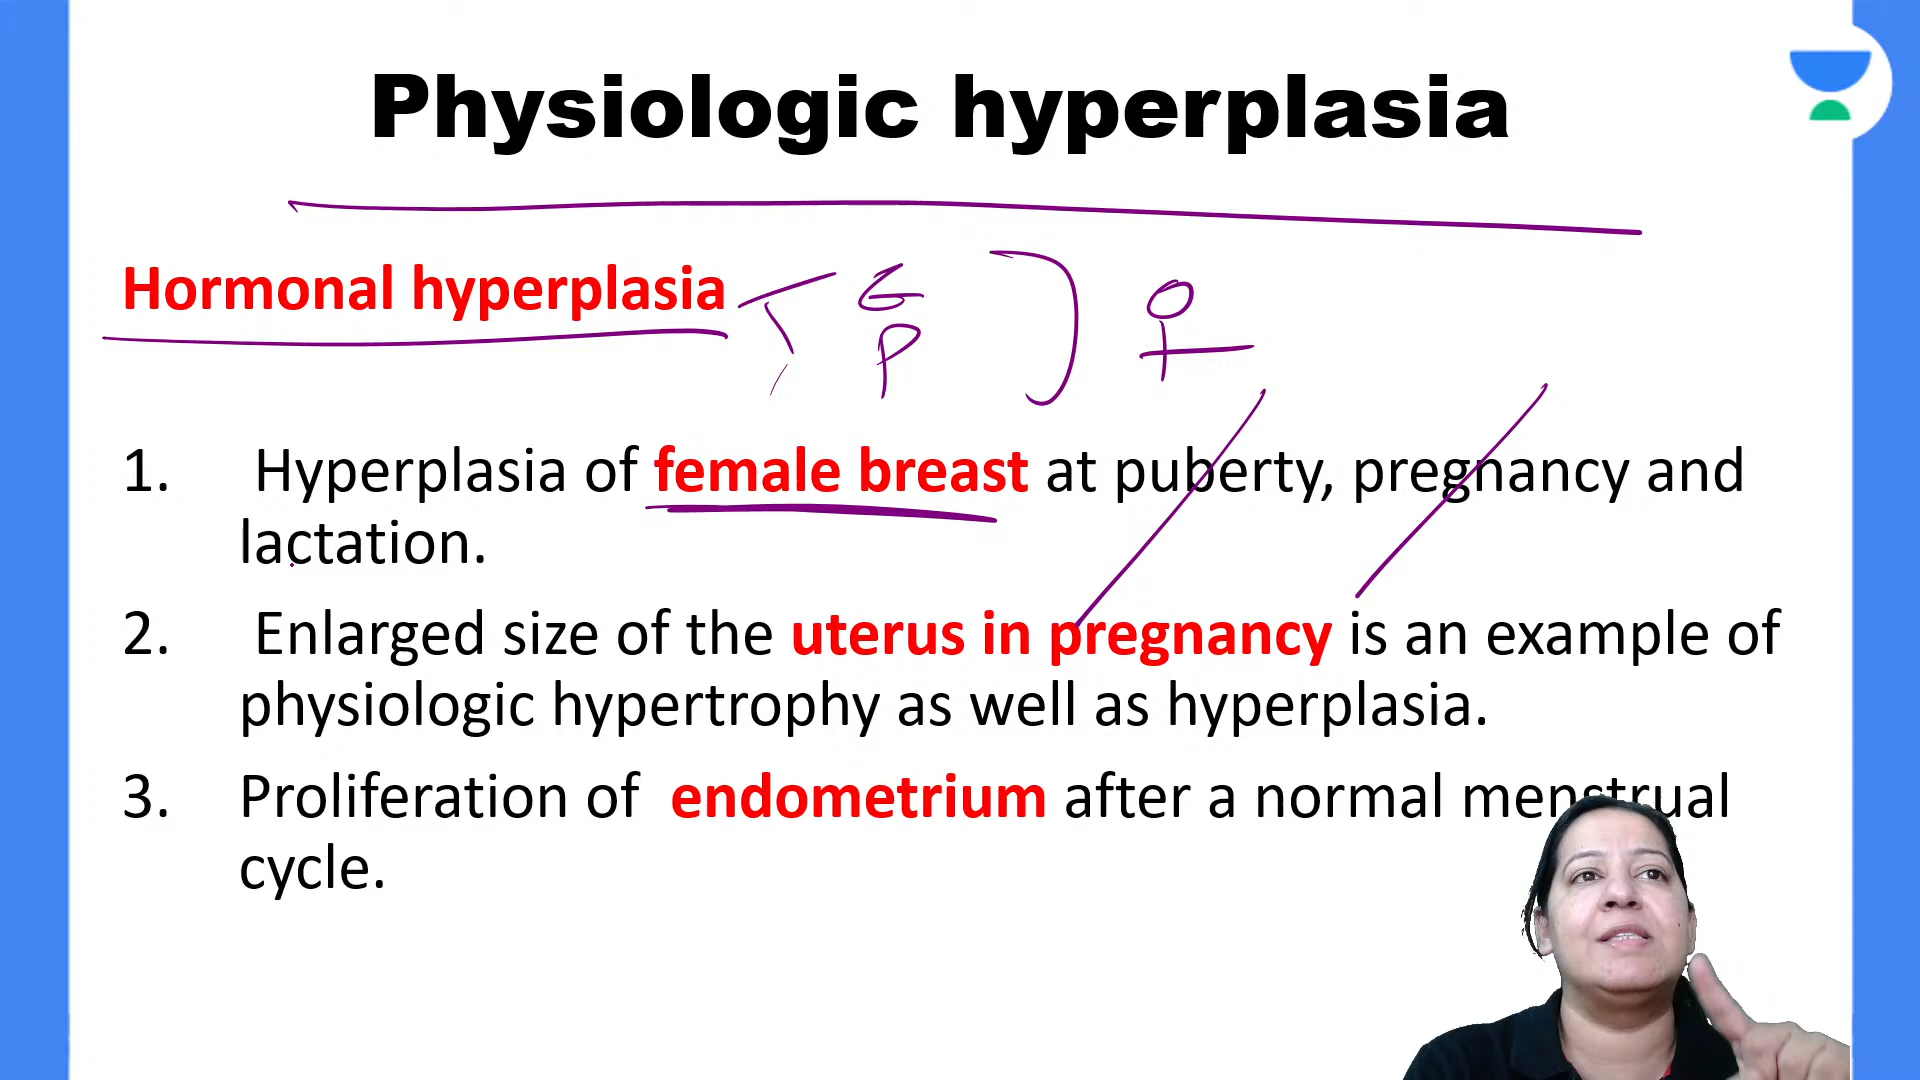 Physiologic hyperplasia
Hormonal hyperplasia
E
P
1. Hyperplasia of female breast at puberty, pregnancy and
lactation.
2. Enlarged size of the uterus in pregnancy is an example of
physiologic hypertrophy as well as hyperplasia.
3. Proliferation of endometrium after a normal menstrual
cycle.